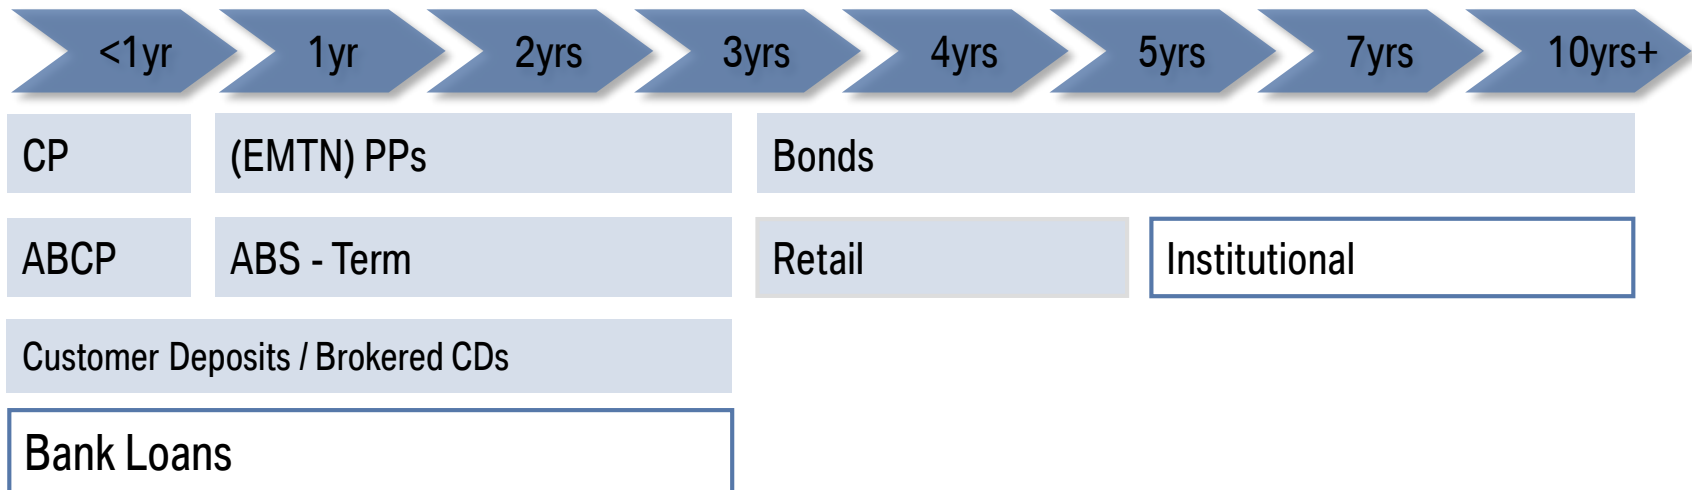 <1yr 1yr 2yrs 3yrs 4yrs 5yrs 7yrs 10yrs+
CP (EMTN) PPs Bonds
ABCP ABS - Term Retail Institutional
Customer Deposits / Brokered CDs
Bank Loans